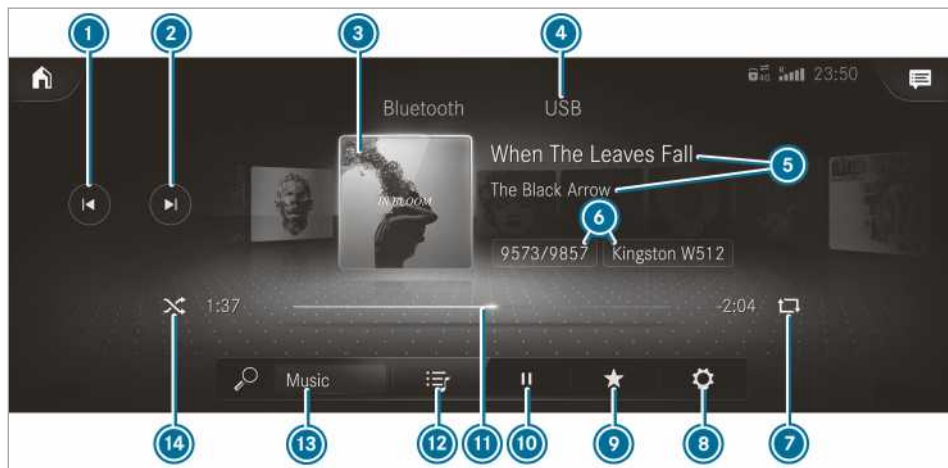 1
2
3
4
4G
23:50
Bluetooth
USB
IN BLOOM
When The Leaves Fall
5
The Black Arrow
6
9573/9857
Kingston W512
1:37
-2:04
Music
14
13
12
11
10
9
8
7